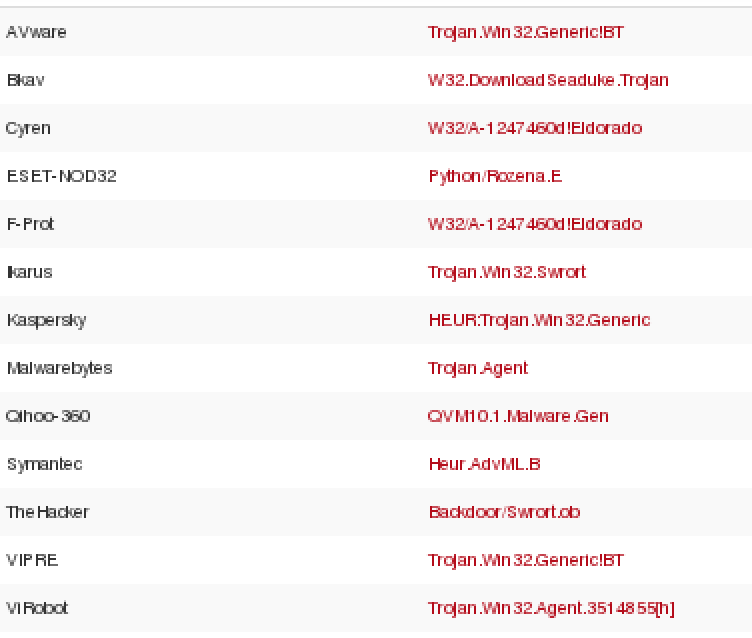 AVware Trojan.Win32.Generic!BT
Bkav W32.DownloadSeaduke.Trojan
Cyren W32/A-1247460d!Eldorado
ESET-NOD32 Python/Rozena.E
F-Prot W32/A-1247460d!Eldorado
Ikarus Trojan.Win32.Swrort
Kaspersky HEUR:Trojan.Win32.Generic
Malwarebytes Trojan.Agent
Qihoo-360 QVM10.1.Malware.Gen
Symantec Heur.AdvML.B
TheHacker Backdoor/Swrort.ob
VIPRE Trojan.Win32.Generic!BT
ViRobot Trojan.Win32.Agent.3514855[h]